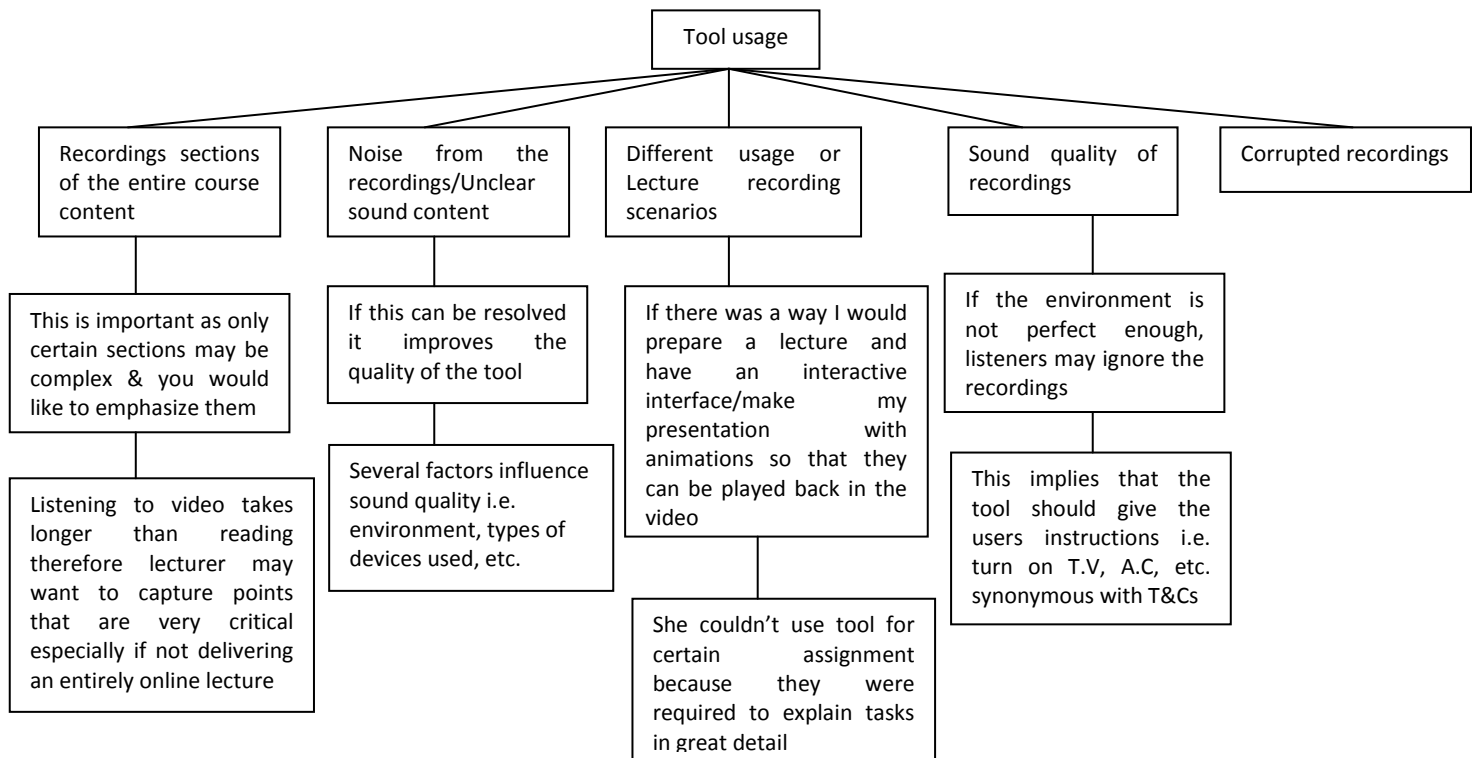 Tool usage
Recordings sections
of the entire course
content
This is important as only
certain sections may be
complex & you would
like to emphasize them
Listening to video takes
longer than reading
therefore lecturer may
want to capture points
that are very critical
especially if not delivering
an entirely online lecture
Noise from the
recordings/Unclear
sound content
If this can be resolved
it improves the
quality of the tool
Several factors influence
sound quality i.e.
environment, types of
devices used, etc.
Different usage or
Lecture recording
scenarios
If there was a way I would
prepare a lecture and
have an interactive
interface/make my
presentation with
animations so that they
can be played back in the
video
She couldn’t use tool for
certain assignment
because they were
required to explain tasks
in great detail
Sound quality of
recordings
If the environment is
not perfect enough,
listeners may ignore the
recordings
This implies that the
tool should give the
users instructions i.e.
turn on T.V, A.C, etc.
synonymous with T&Cs
Corrupted recordings